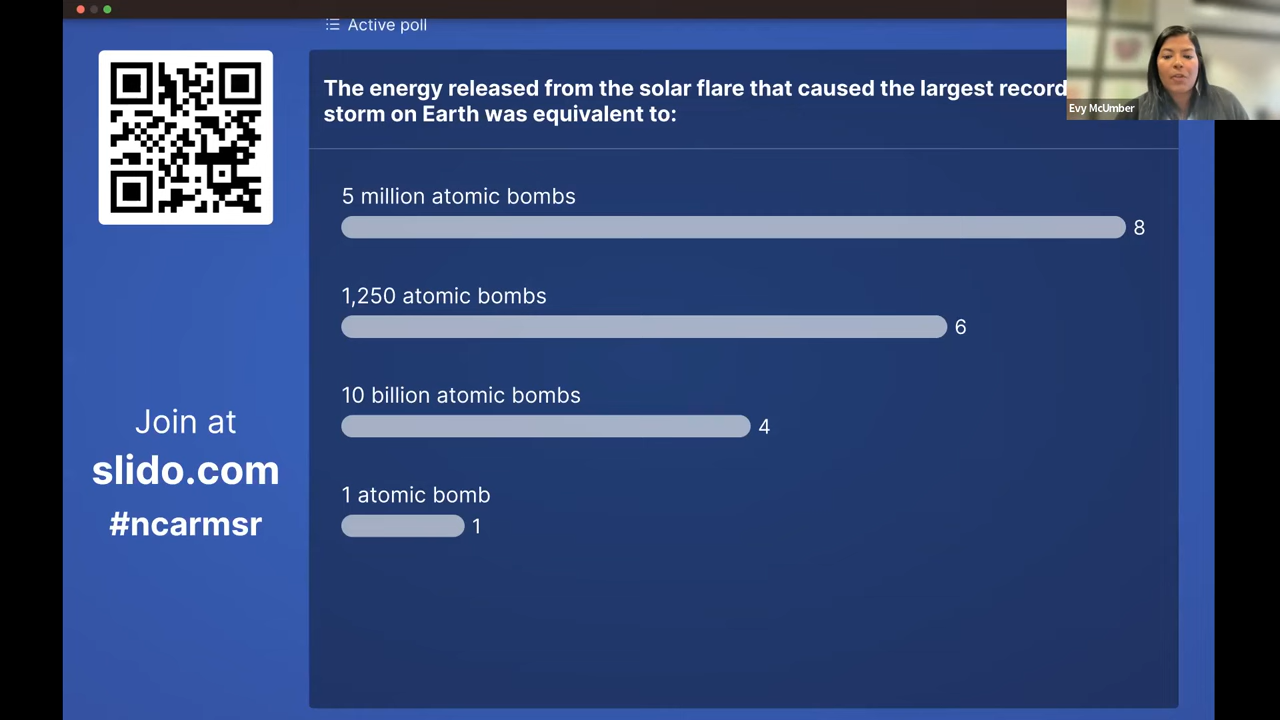 Active poll
The energy released from the solar flare that caused the largest record
storm on Earth was equivalent to:
Evy McUmber
5 million atomic bombs
8
1,250 atomic bombs
6
10 billion atomic bombs
4
1 atomic bomb
1
Join at
slido.com
#ncarmsr